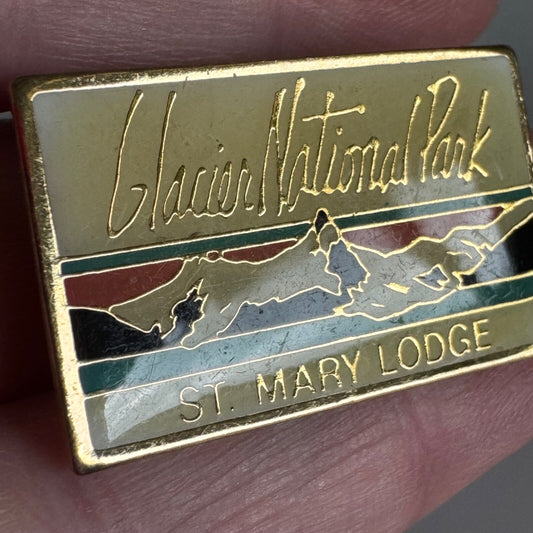 Glacier National Park
ST. MARY LODGE